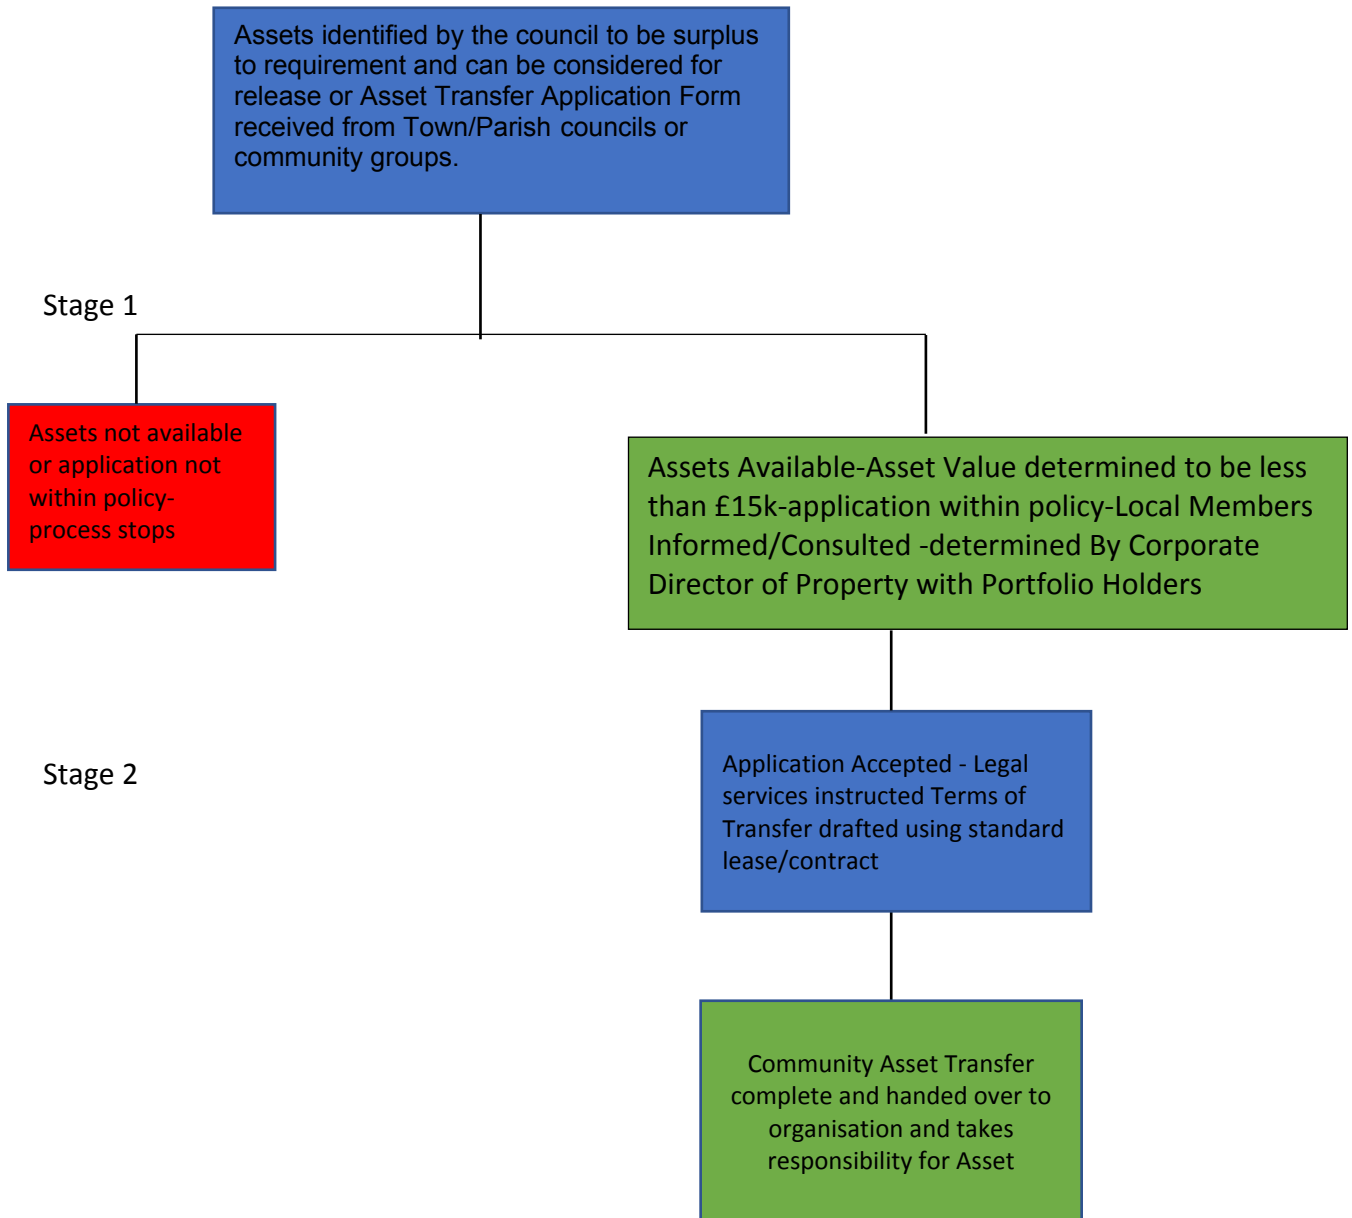 Assets identified by the council to be surplus
to requirement and can be considered for
release or Asset Transfer Application Form
received from Town/Parish councils or
community groups.
Stage 1
Assets not available
or application not
within policy-
process stops
Assets Available-Asset Value determined to be less
than £15k-application within policy-Local Members
Informed/Consulted -determined By Corporate
Director of Property with Portfolio Holders
Stage 2
Application Accepted - Legal
services instructed Terms of
Transfer drafted using standard
lease/contract
Community Asset Transfer
complete and handed over to
organisation and takes
responsibility for Asset